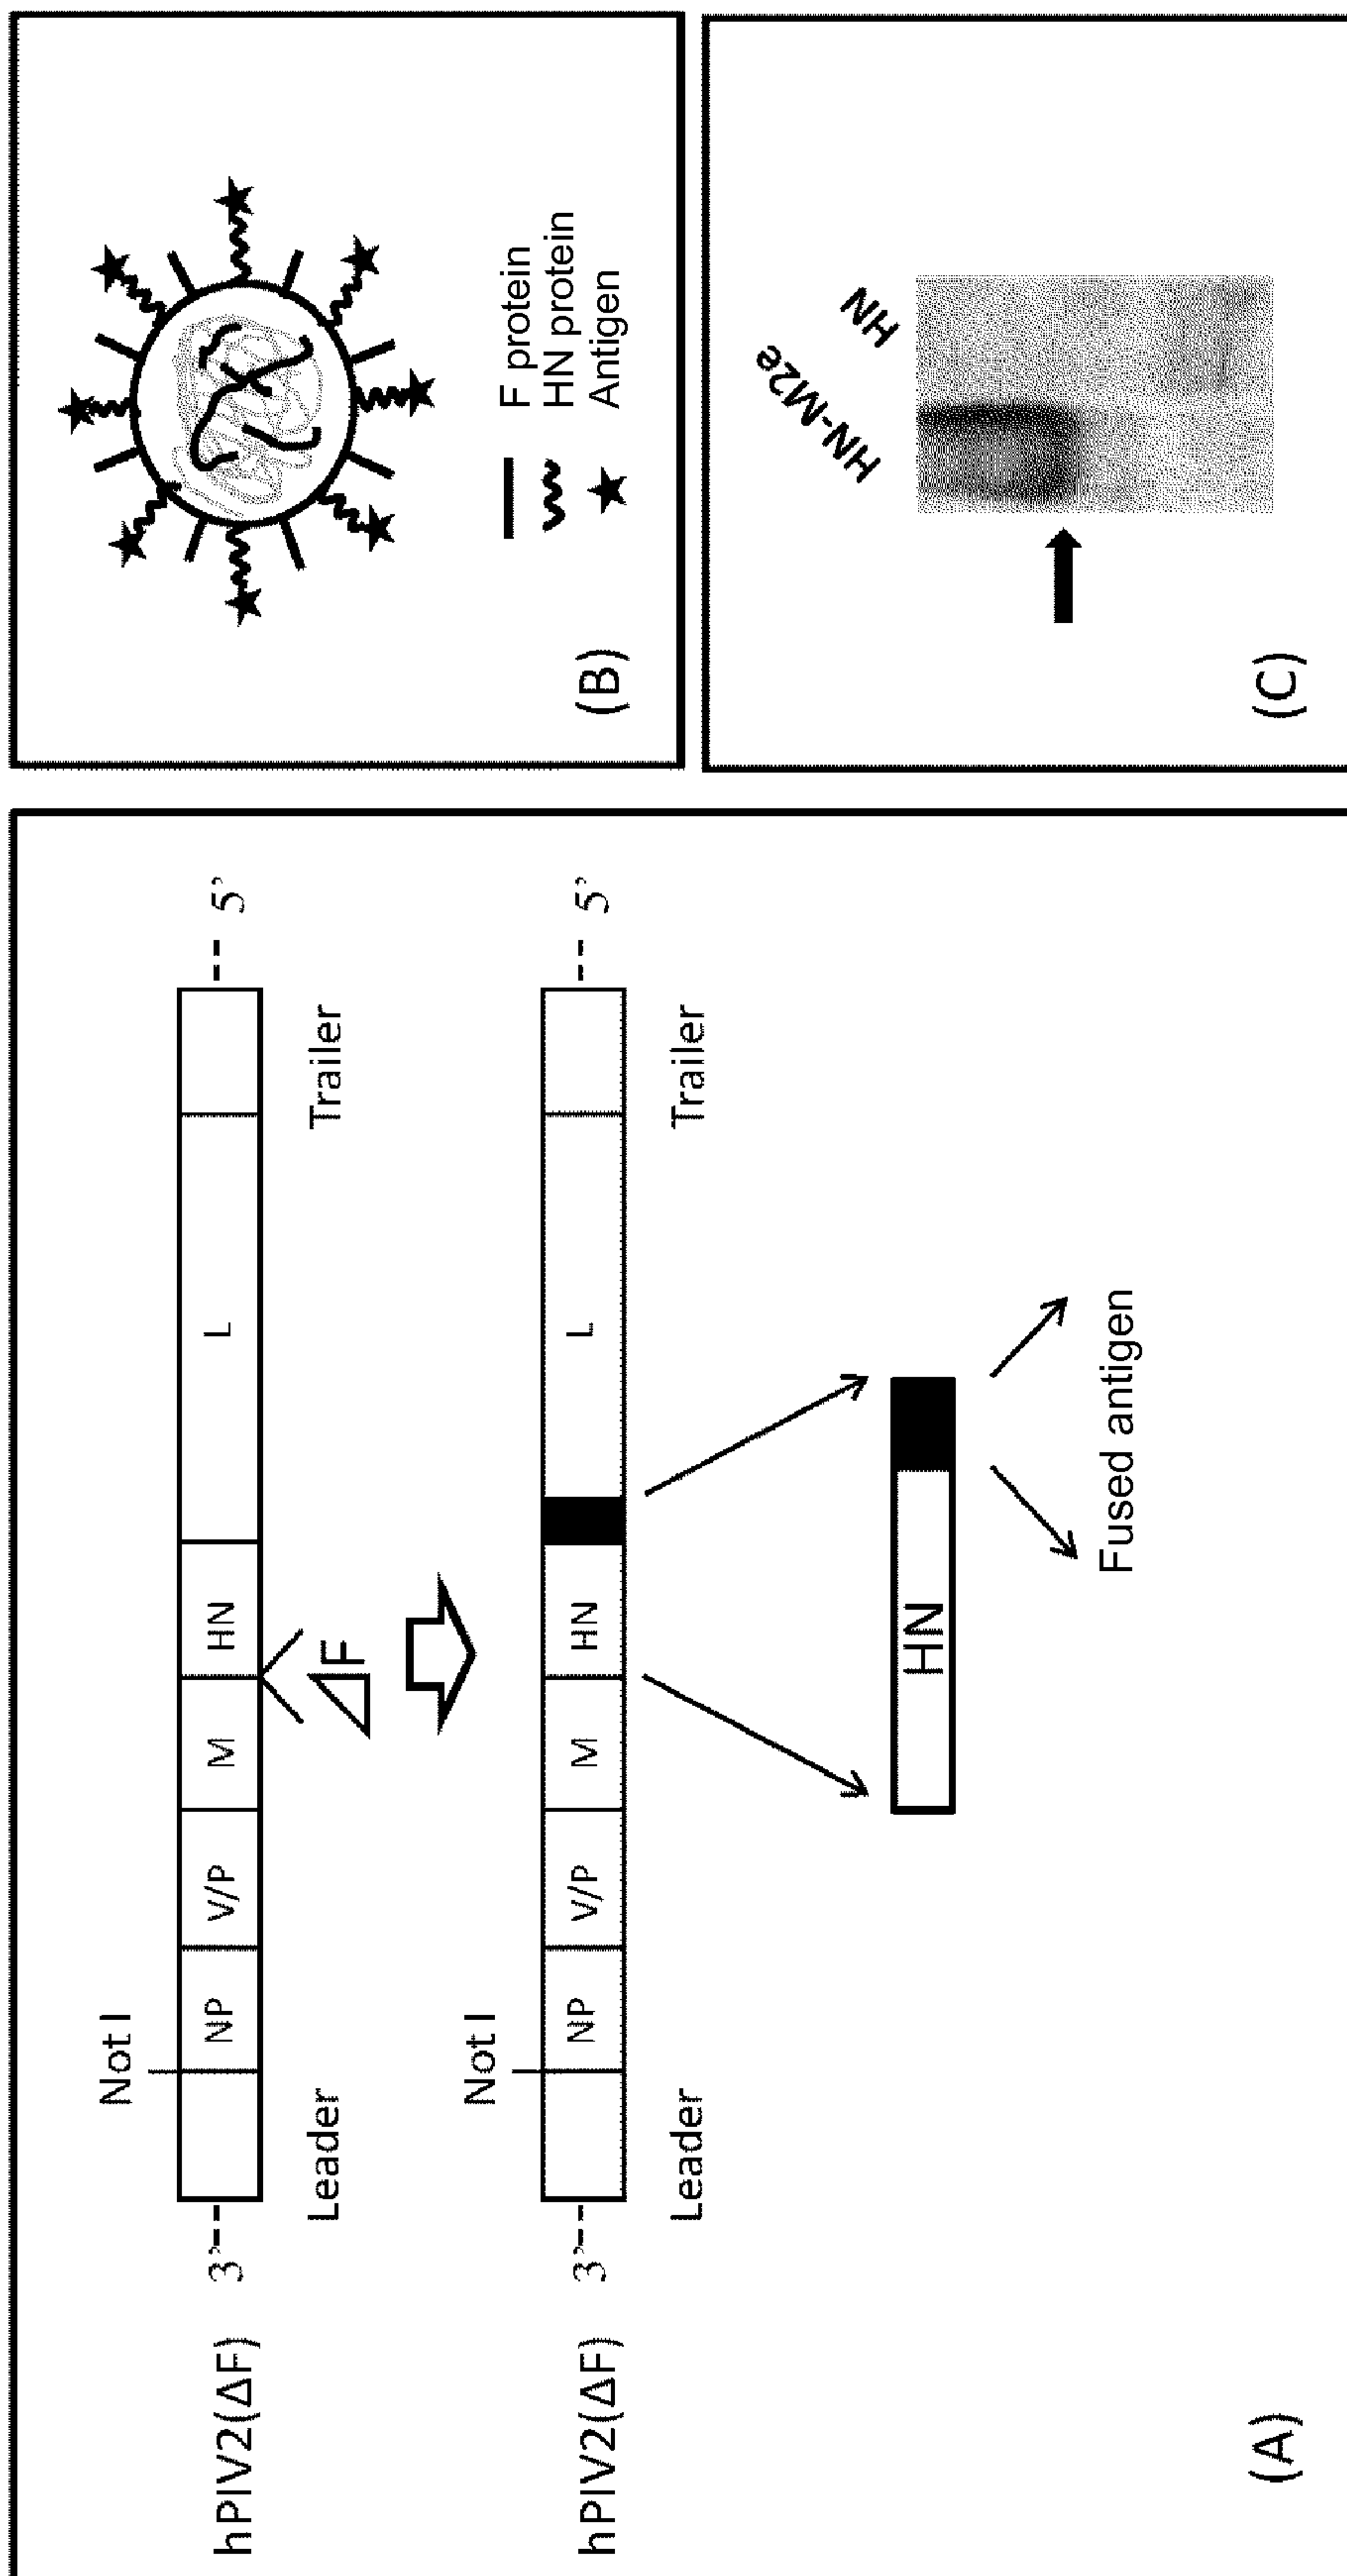 Not I
hPIV2(ΔF) 3' NP V/P M HN L 5'
Leader Trailer
ΔF
Not I
hPIV2(ΔF) 3' NP V/P M HN L 5'
Leader Trailer
HN
Fused antigen
(A)
F protein
HN protein
Antigen
(B)
HN-M2e HN
(C)